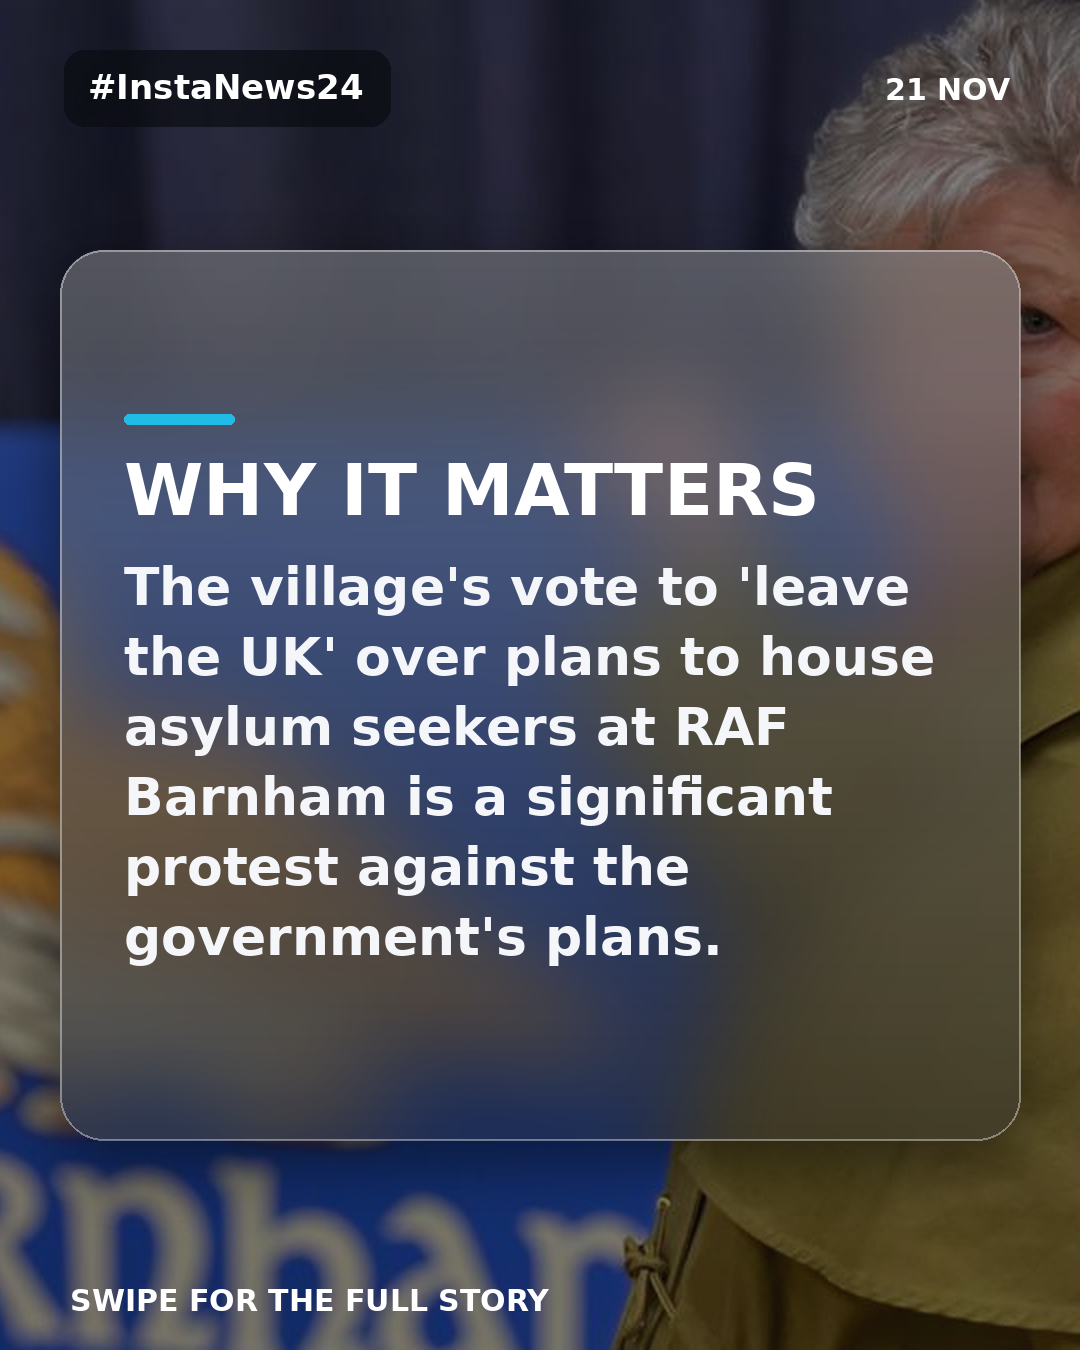 #InstaNews24
21 NOV
WHY IT MATTERS
The village's vote to 'leave
the UK' over plans to house
asylum seekers at RAF
Barnham is a significant
protest against the
government's plans.
rnham
SWIPE FOR THE FULL STORY